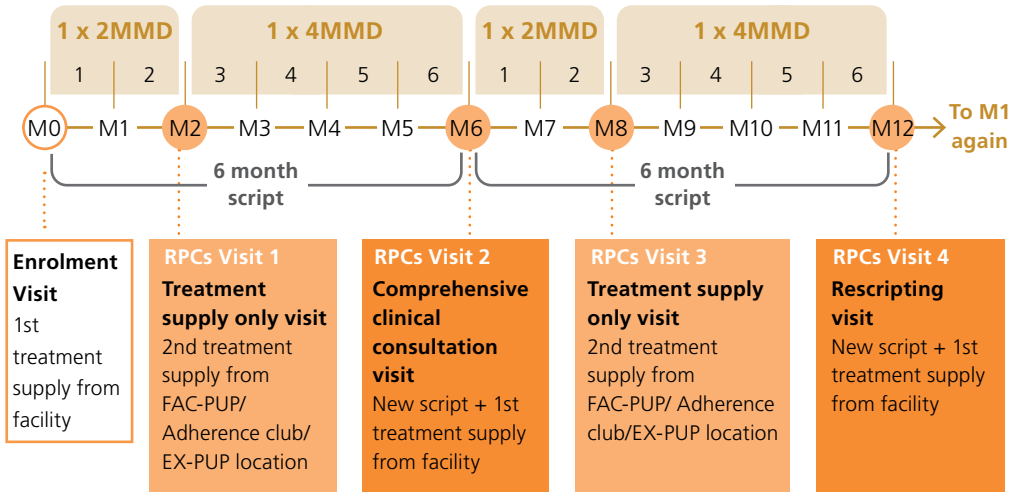 1 x 2MMD
1 x 4MMD
1 x 2MMD
1 x 4MMD
1 2 3 4 5 6 1 2 3 4 5 6
M0 M1 M2 M3 M4 M5 M6 M7 M8 M9 M10 M11 M12
To M1
again
6 month
script
6 month
script
Enrolment
Visit
1st
treatment
supply from
facility
RPCs Visit 1
Treatment
supply only visit
2nd treatment
supply from
FAC-PUP/
Adherence club/
EX-PUP location
RPCs Visit 2
Comprehensive
clinical
consultation
visit
New script + 1st
treatment supply
from facility
RPCs Visit 3
Treatment supply
only visit
2nd treatment
supply from
FAC-PUP/ Adherence
club/EX-PUP location
RPCs Visit 4
Rescripting
visit
New script + 1st
treatment supply
from facility